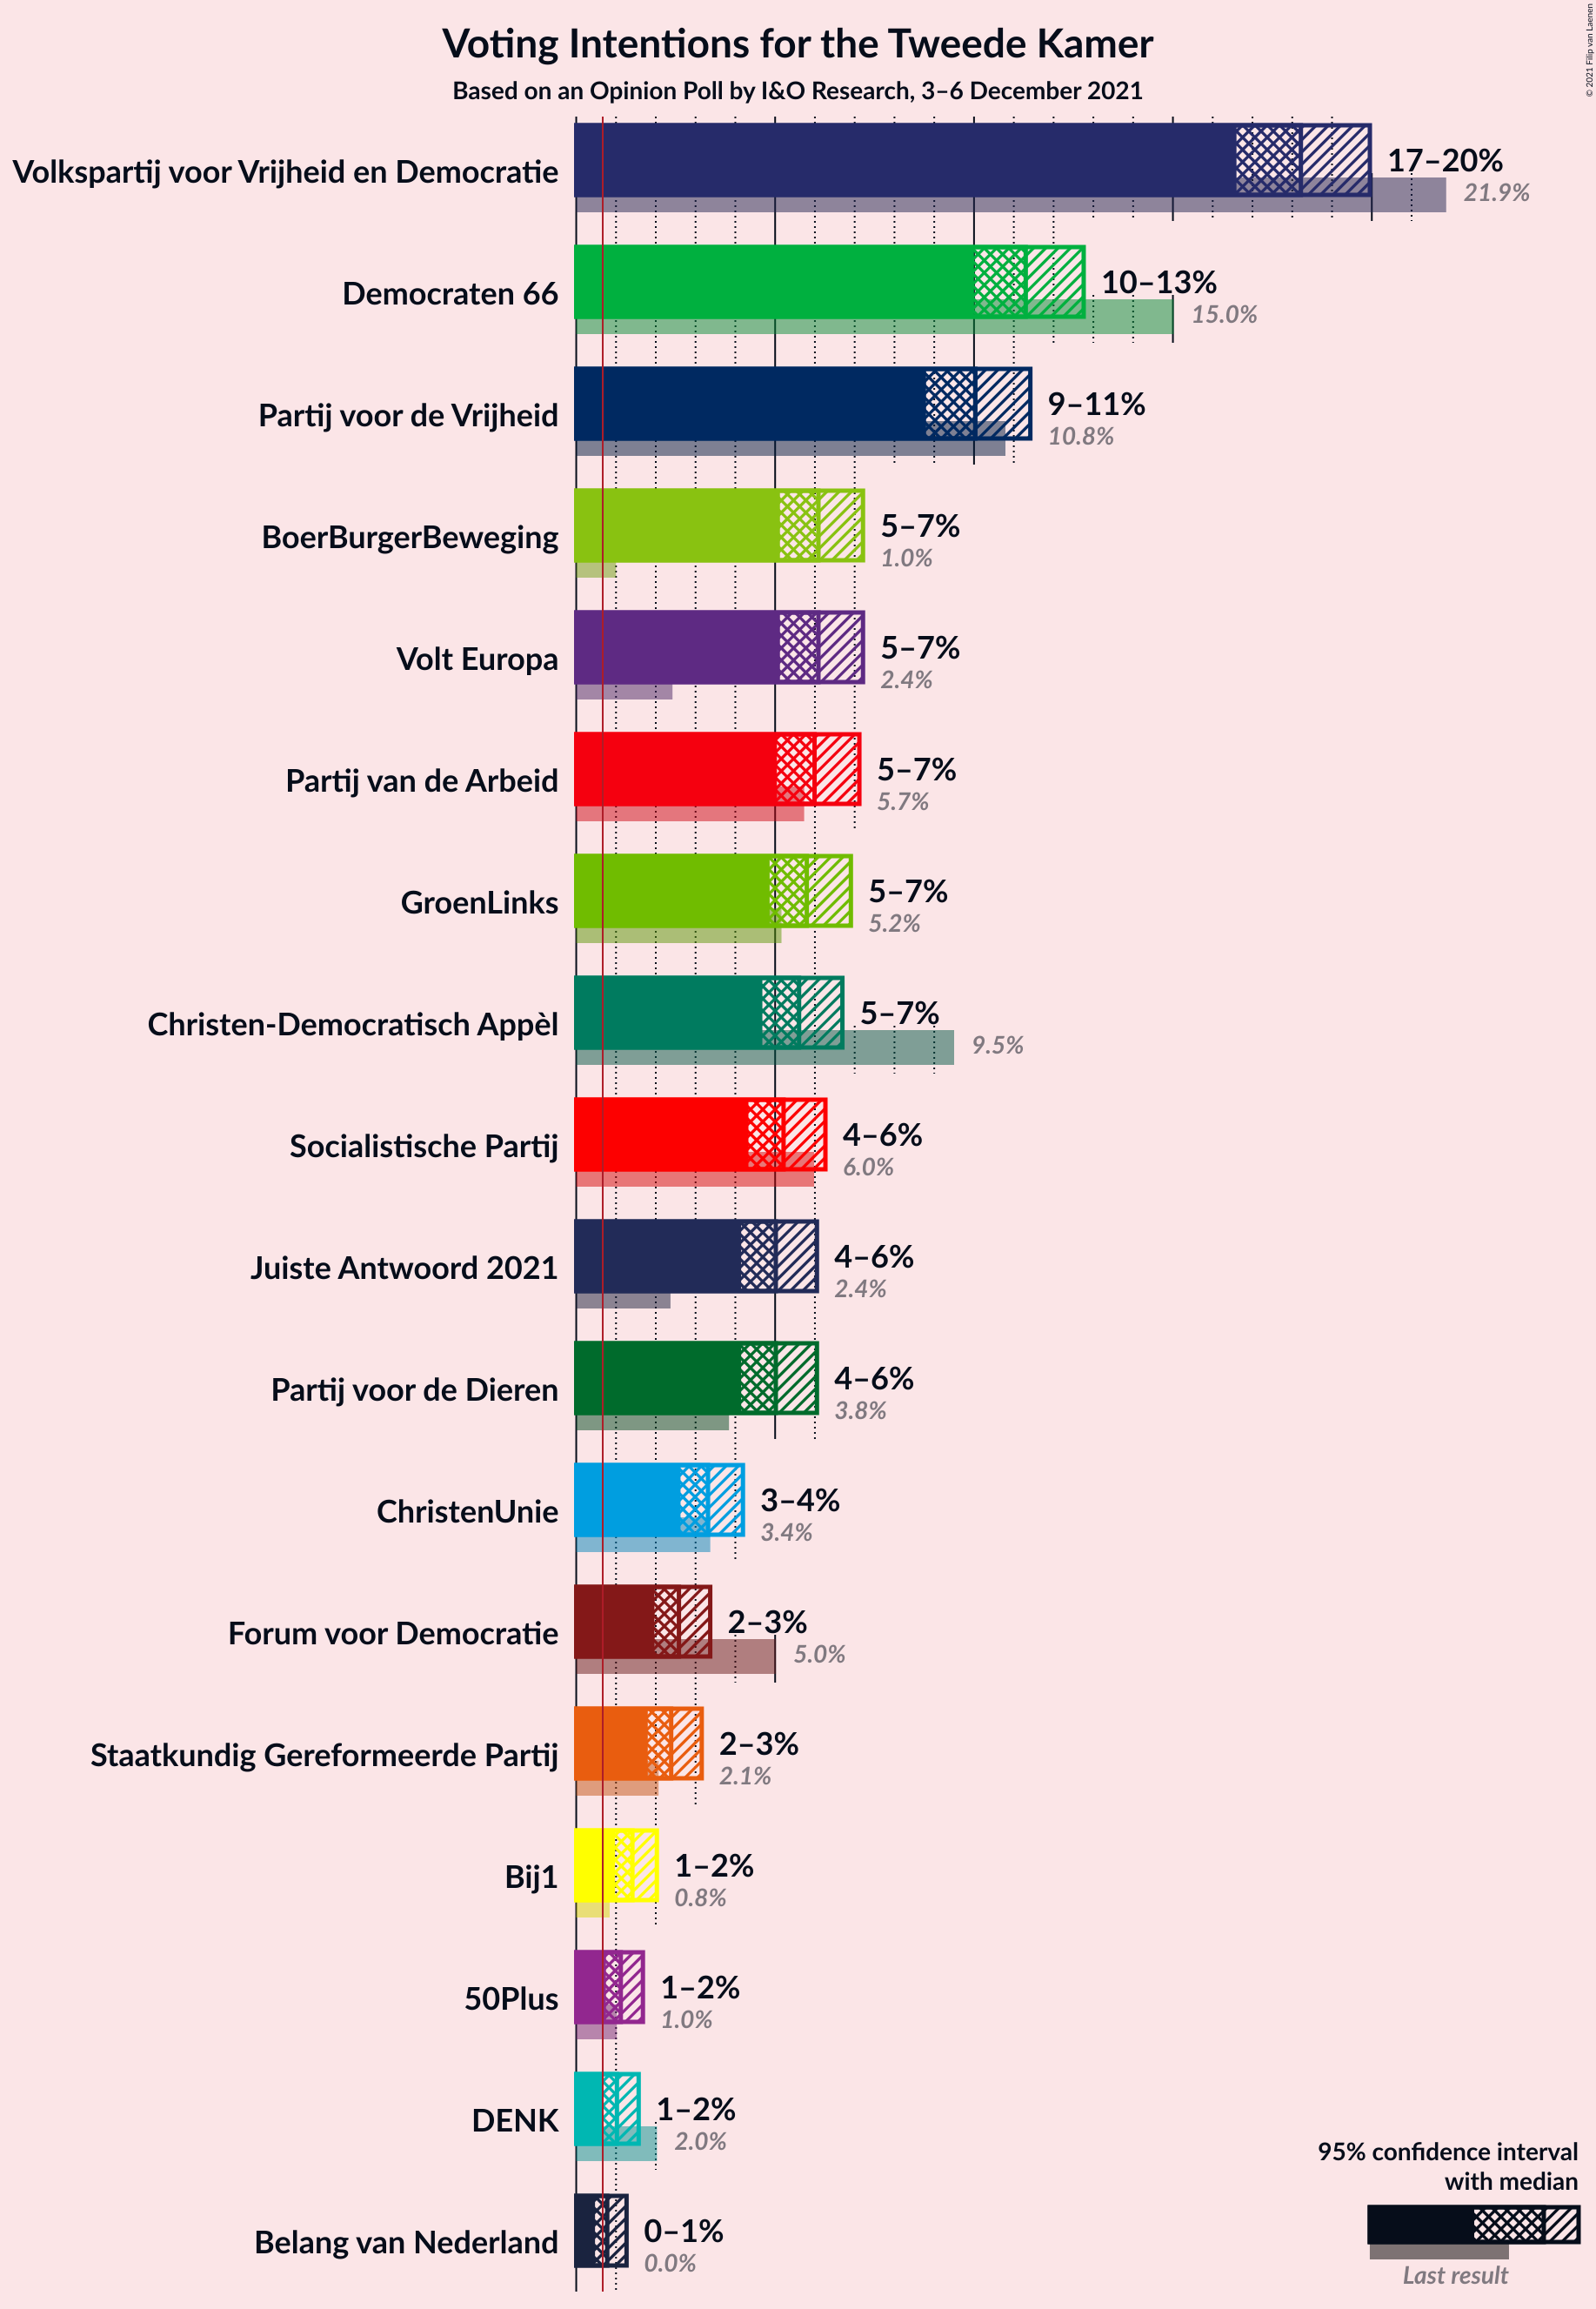 Voting Intentions for the Tweede Kamer
Based on an Opinion Poll by I&O Research, 3–6 December 2021
© 2021 Filip van Laenen
Volkspartij voor Vrijheid en Democratie
17–20%
21.9%
Democraten 66
10–13%
15.0%
Partij voor de Vrijheid
9–11%
10.8%
BoerBurgerBeweging
5–7%
1.0%
Volt Europa
5–7%
2.4%
Partij van de Arbeid
5–7%
5.7%
GroenLinks
5–7%
5.2%
Christen-Democratisch Appèl
5–7%
9.5%
Socialistische Partij
4–6%
6.0%
Juiste Antwoord 2021
4–6%
2.4%
Partij voor de Dieren
4–6%
3.8%
ChristenUnie
3–4%
3.4%
Forum voor Democratie
2–3%
5.0%
Staatkundig Gereformeerde Partij
2–3%
2.1%
Bij1
1–2%
0.8%
50Plus
1–2%
1.0%
DENK
1–2%
2.0%
Belang van Nederland
0–1%
0.0%
95% confidence interval
with median
Last result